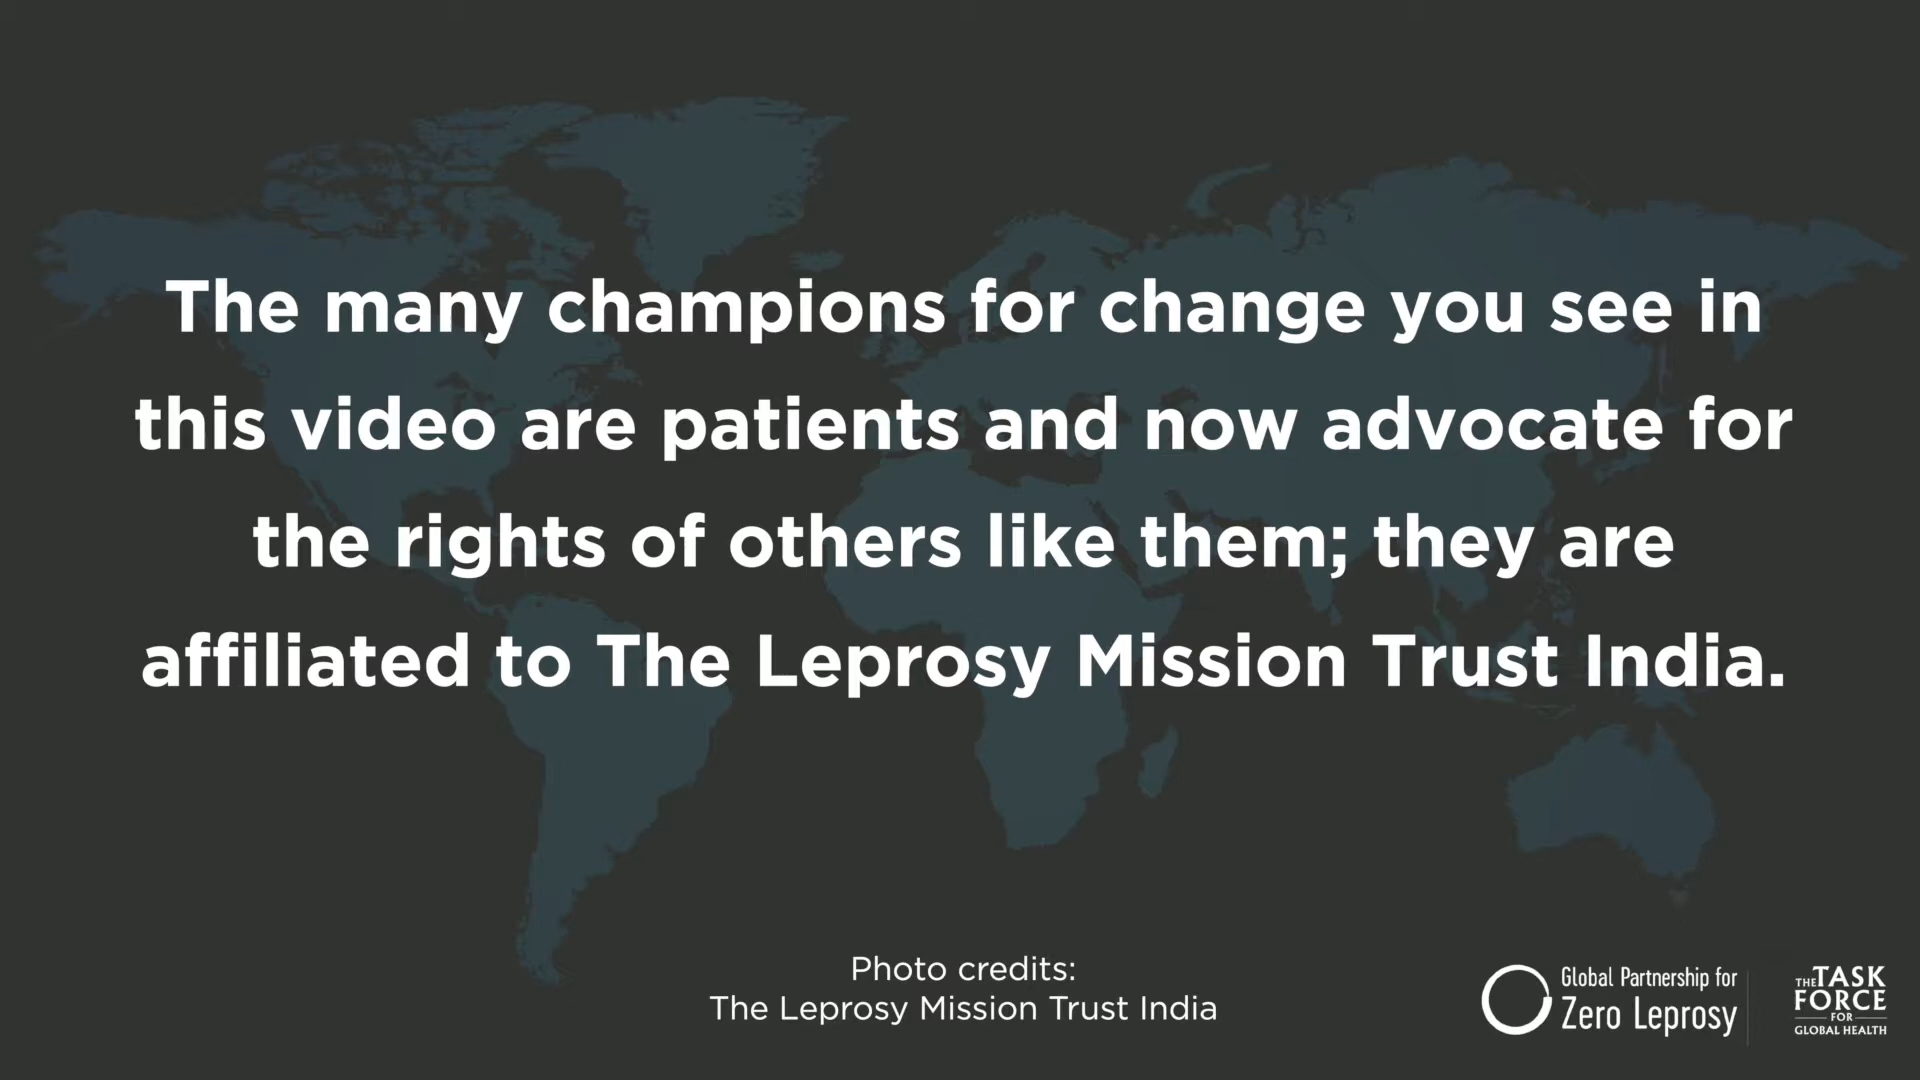 The many champions for change you see in
this video are patients and now advocate for
the rights of others like them; they are
affiliated to The Leprosy Mission Trust India.
Photo credits:
The Leprosy Mission Trust India
Global Partnership for
Zero Leprosy
THE TASK
FORCE
FOR
GLOBAL HEALTH